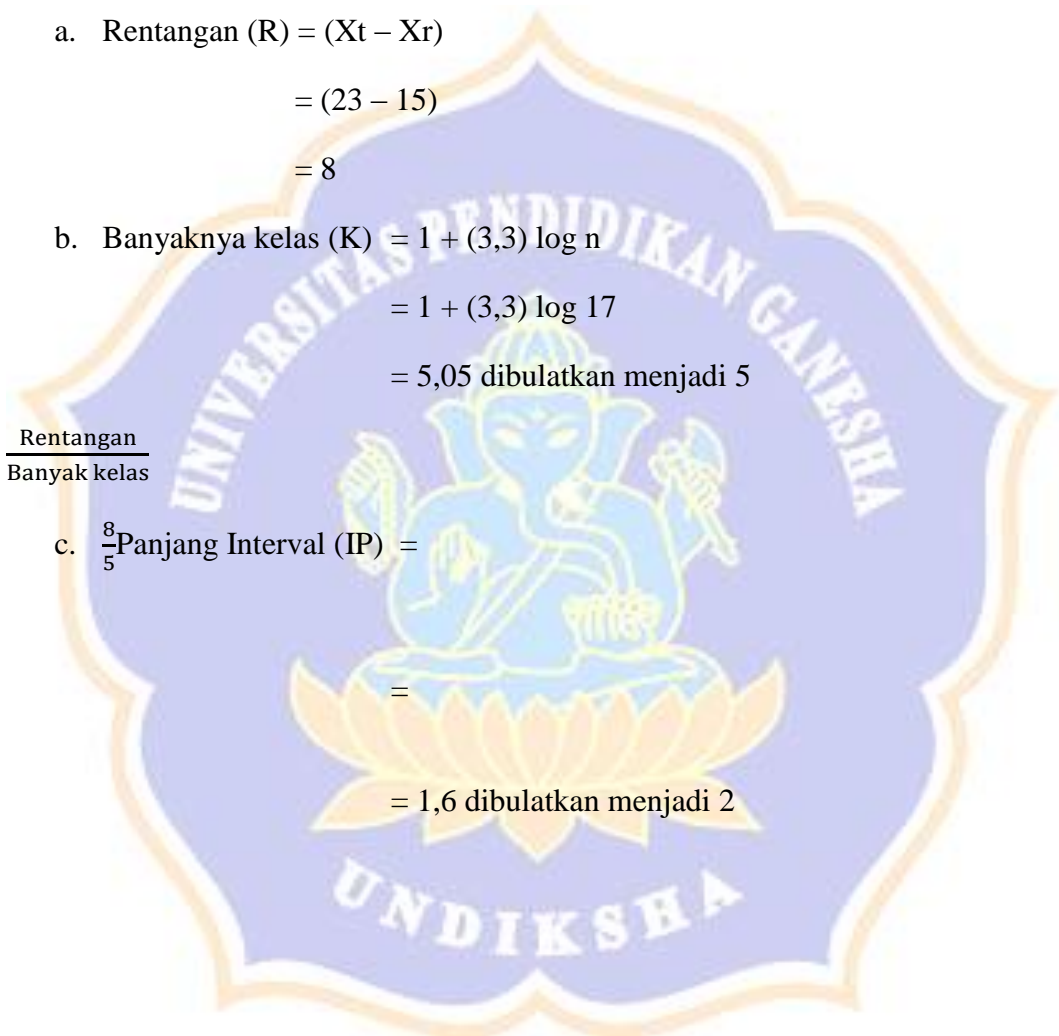 a. Rentangan (R) = (Xt – Xr)
= (23 – 15)
= 8
b. Banyaknya kelas (K) = 1 + (3,3) log n
= 1 + (3,3) log 17
= 5,05 dibulatkan menjadi 5
Rentangan
Banyak kelas
c. 8/5 Panjang Interval (IP) =
=
= 1,6 dibulatkan menjadi 2
UNIVERSITAS PENDIDIKAN GANESHA
UNDIKSHA